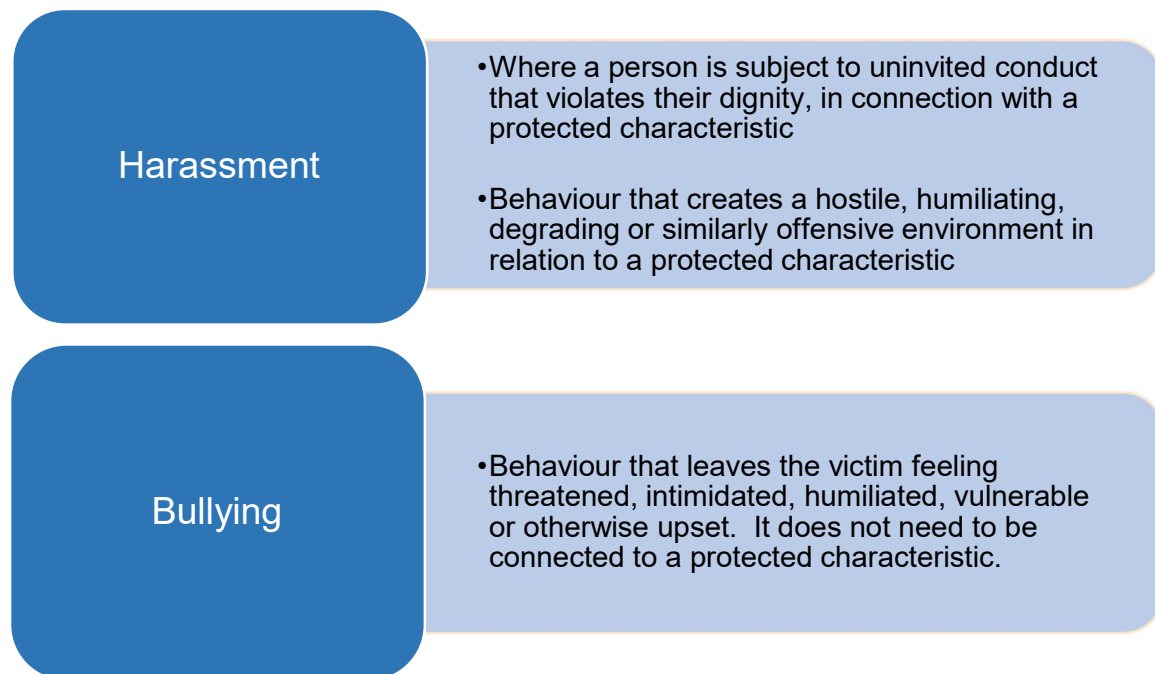 Harassment
•Where a person is subject to uninvited conduct
that violates their dignity, in connection with a
protected characteristic
•Behaviour that creates a hostile, humiliating,
degrading or similarly offensive environment in
relation to a protected characteristic
Bullying
•Behaviour that leaves the victim feeling
threatened, intimidated, humiliated, vulnerable
or otherwise upset.  It does not need to be
connected to a protected characteristic.